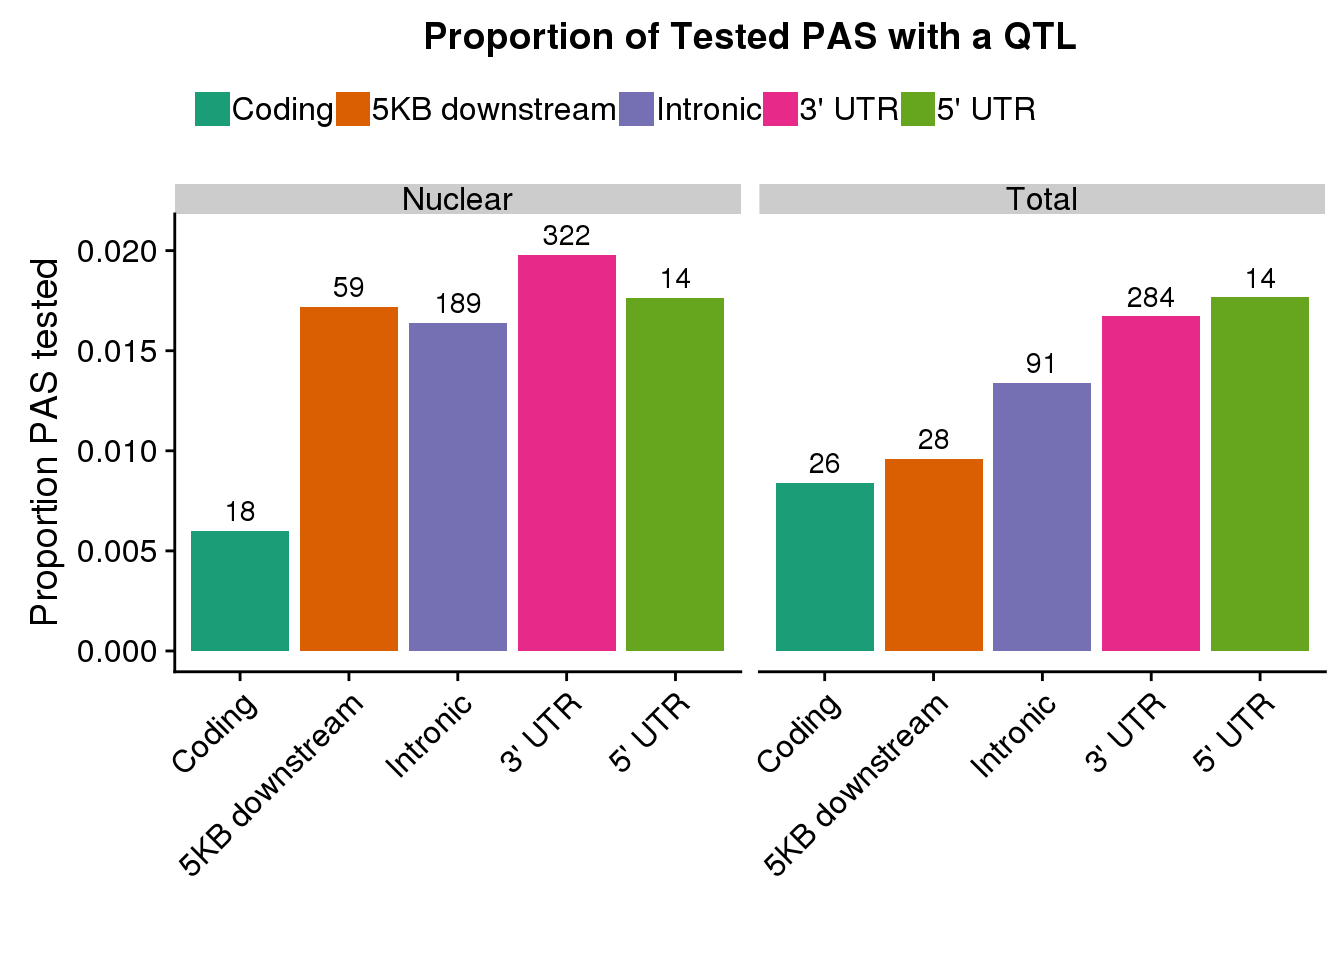 Proportion of Tested PAS with a QTL
Coding 5KB downstream Intronic 3' UTR 5' UTR
Nuclear Total
Proportion PAS tested
0.020
0.015
0.010
0.005
0.000
18 59 189 322 14
26 28 91 284 14
Coding 5KB downstream Intronic 3' UTR 5' UTR
Coding 5KB downstream Intronic 3' UTR 5' UTR